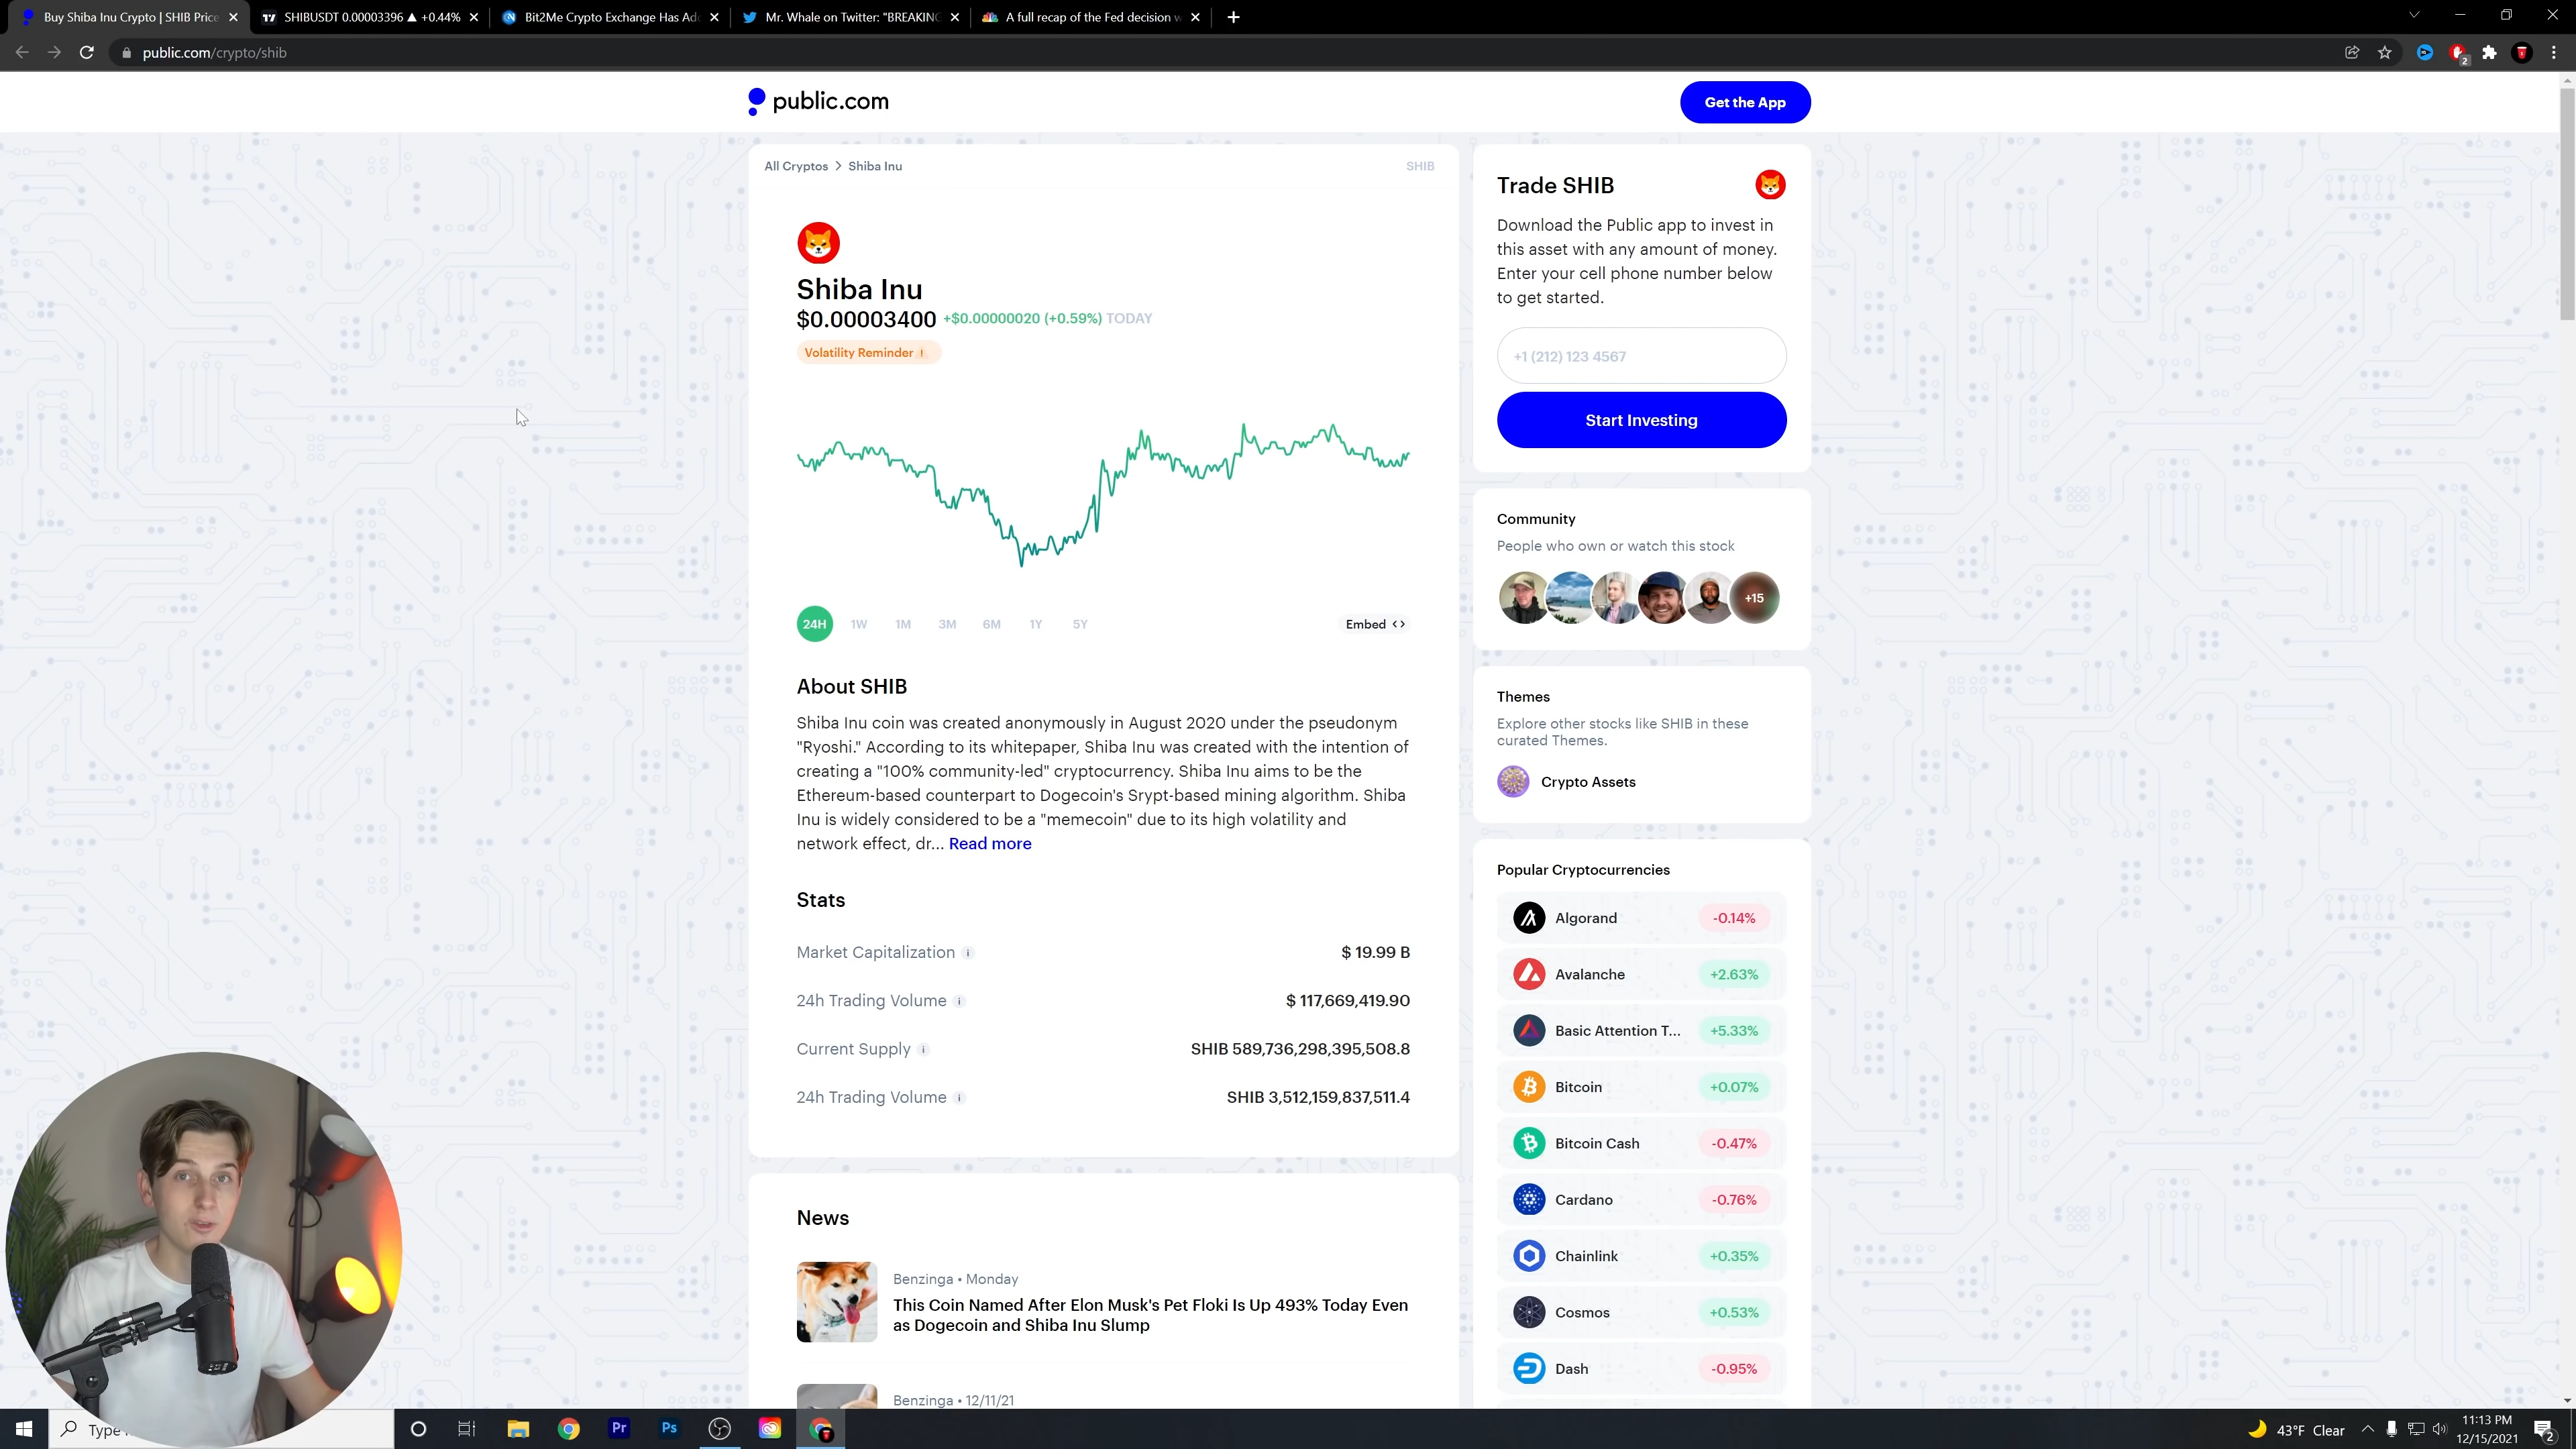 Buy Shiba Inu Crypto | SHIB Price
SHIBUSDT 0.00003396 ▲ +0.44%
Bit2Me Crypto Exchange Has Ad
Mr. Whale on Twitter: "BREAKING
A full recap of the Fed decision w
public.com/crypto/shib
2
public.com
Get the App
All Cryptos > Shiba Inu
SHIB
Shiba Inu
$0.00003400 +$0.00000020 (+0.59%) TODAY
Volatility Reminder !
24H 1W 1M 3M 6M 1Y 5Y
Embed <>
About SHIB
Shiba Inu coin was created anonymously in August 2020 under the pseudonym
"Ryoshi." According to its whitepaper, Shiba Inu was created with the intention of
creating a "100% community-led" cryptocurrency. Shiba Inu aims to be the
Ethereum-based counterpart to Dogecoin's Srypt-based mining algorithm. Shiba
Inu is widely considered to be a "memecoin" due to its high volatility and
network effect, dr... Read more
Stats
Market Capitalization i $ 19.99 B
24h Trading Volume i $ 117,669,419.90
Current Supply i SHIB 589,736,298,395,508.8
24h Trading Volume i SHIB 3,512,159,837,511.4
News
Benzinga • Monday
This Coin Named After Elon Musk's Pet Floki Is Up 493% Today Even
as Dogecoin and Shiba Inu Slump
Benzinga • 12/11/21
Trade SHIB
Download the Public app to invest in
this asset with any amount of money.
Enter your cell phone number below
to get started.
+1 (212) 123 4567
Start Investing
Community
People who own or watch this stock
+15
Themes
Explore other stocks like SHIB in these
curated Themes.
Crypto Assets
Popular Cryptocurrencies
Algorand -0.14%
Avalanche +2.63%
Basic Attention T... +5.33%
Bitcoin +0.07%
Bitcoin Cash -0.47%
Cardano -0.76%
Chainlink +0.35%
Cosmos +0.53%
Dash -0.95%
Type
Pr
Ps
43°F Clear
11:13 PM
12/15/2021
2